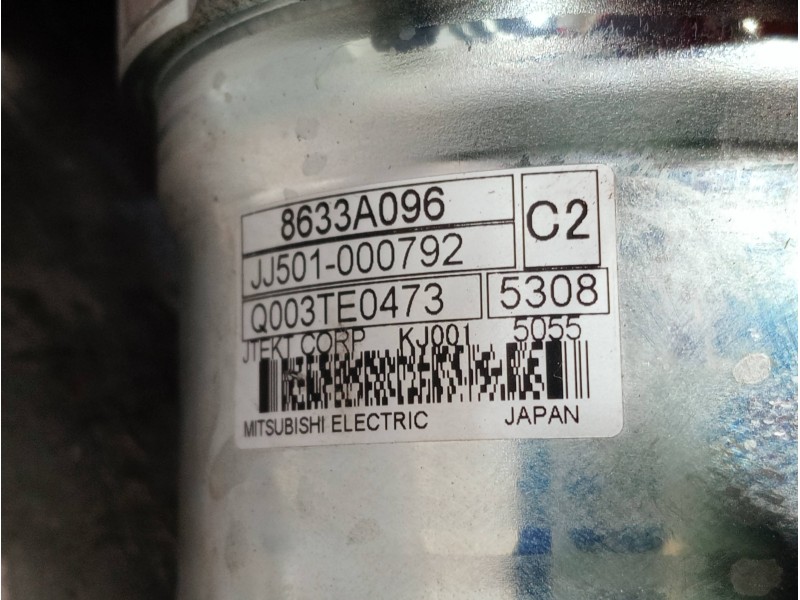 8633A096 C2
JJ501-000792
Q003TE0473 5308
JTEKT CORP KJ001 5055
MITSUBISHI ELECTRIC JAPAN